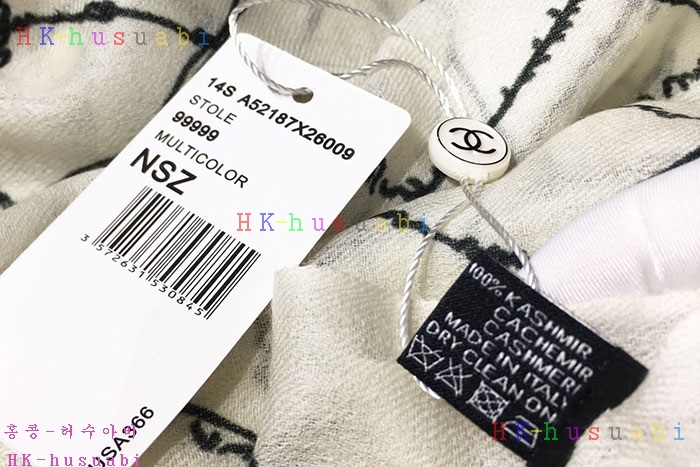 HK-husuabi
14S A52187X26009
STOLE
99999
MULTICOLOR
NSZ
3 572631 530845
HK-husuabi
100% KASHMIR
CACHEMIR
CASHMERE
MADE IN ITALY
DRY CLEAN ON
HK-husuabi
SA366
홍콩-허수아비
HK-husuabi